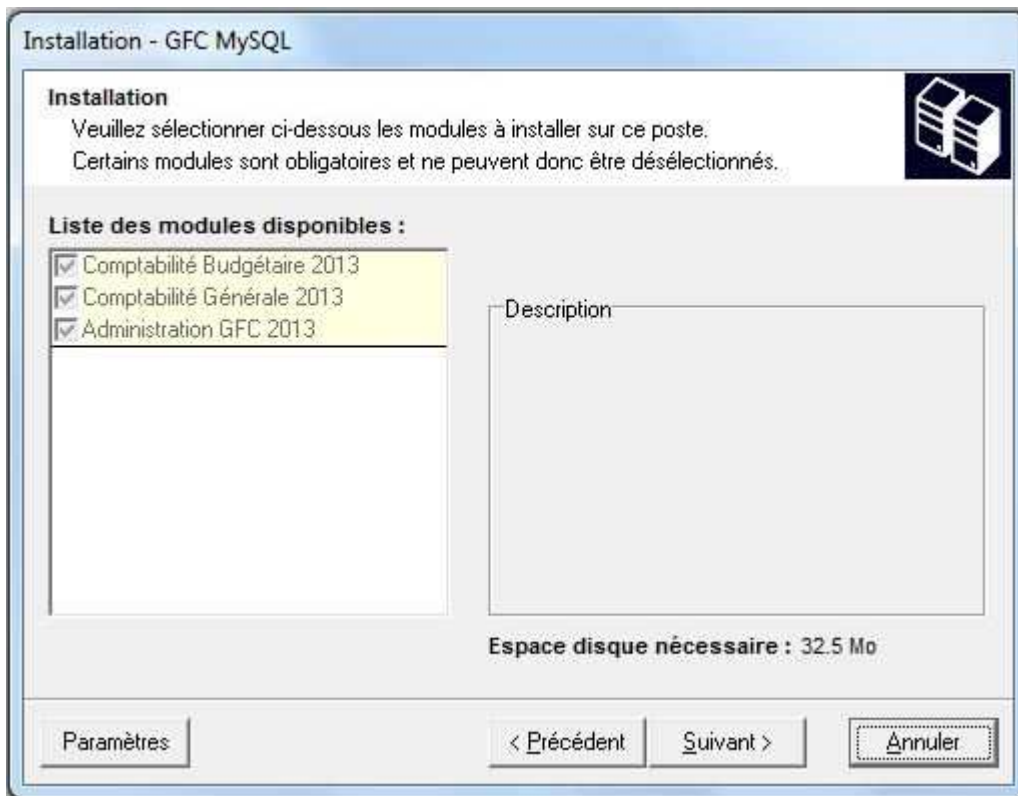 Installation - GFC MySQL
Installation
Veuillez sélectionner ci-dessous les modules à installer sur ce poste.
Certains modules sont obligatoires et ne peuvent donc être désélectionnés.
Liste des modules disponibles :
Comptabilité Budgétaire 2013
Comptabilité Générale 2013
Administration GFC 2013
Description
Espace disque nécessaire : 32.5 Mo
Paramètres
< Précédent
Suivant >
Annuler